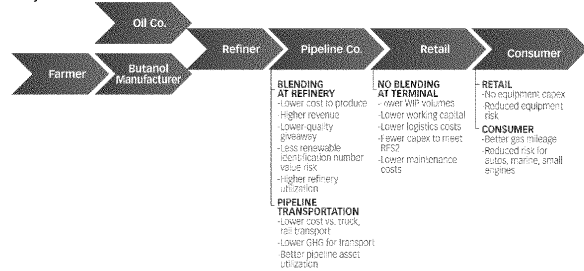 Oil Co.
Farmer
Butanol
Manufacturer
Refiner
Pipeline Co.
Retail
Consumer
BLENDING
AT REFINERY
-Lower cost to produce
-Higher revenue
-Lower quality
giveaway
-Less renewable
identification number
value risk
-Higher refinery
utilization
PIPELINE
TRANSPORTATION
-Lower cost vs. truck,
rail transport
-Lower GHG for transport
-Better pipeline asset
utilization
NO BLENDING
AT TERMINAL
-Lower WIP volumes
-Lower working capital
-Lower logistics costs
-Fewer capex to meet
RFS2
-Lower maintenance
costs
RETAIL
-No equipment capex
-Reduced equipment
risk
CONSUMER
-Better gas mileage
-Reduced risk for
autos, marine, small
engines